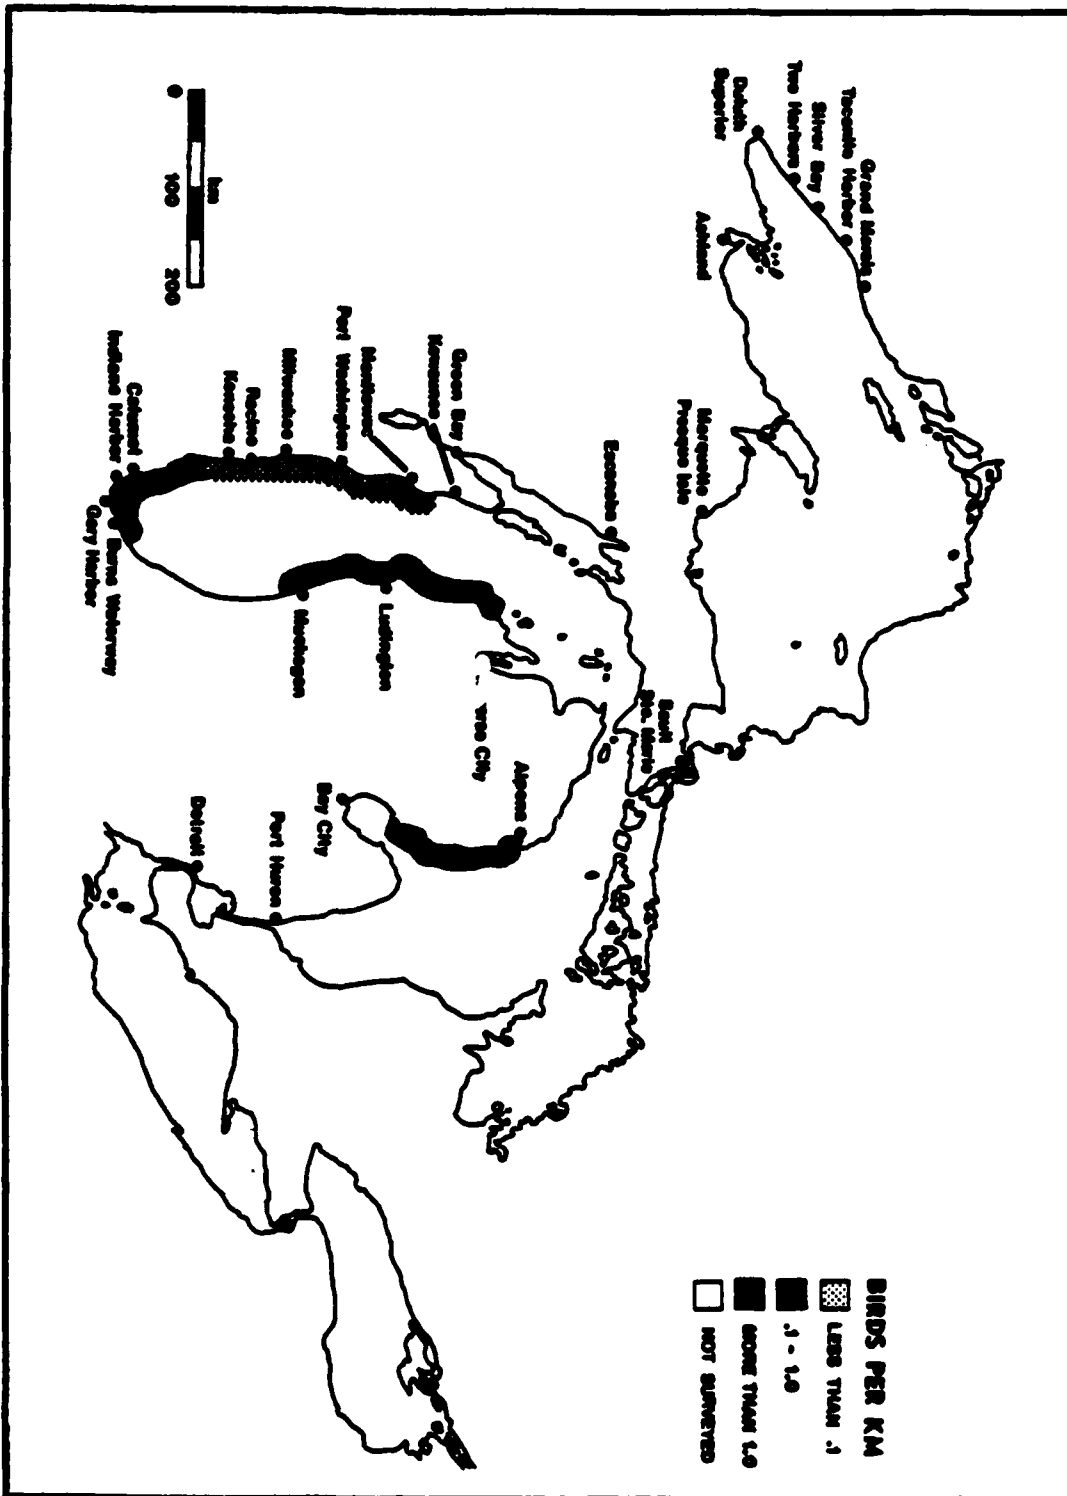 Grand Marais
Taconite Harbor
Silver Bay
Two Harbors
Duluth
Superior
Ashland
Marquette
Presque Isle
Sault
Ste. Marie
Escanaba
Green Bay
Kewaunee
Manitowoc
Port Washington
Milwaukee
Racine
Kenosha
Calumet
Indiana Harbor
Gary Harbor
Burns Waterway
Muskegon
Ludington
City
Alpena
Bay City
Port Huron
Detroit
km
0 100 200
BIRDS PER KM
LESS THAN .1
.1 - 1.0
MORE THAN 1.0
NOT SURVEYED